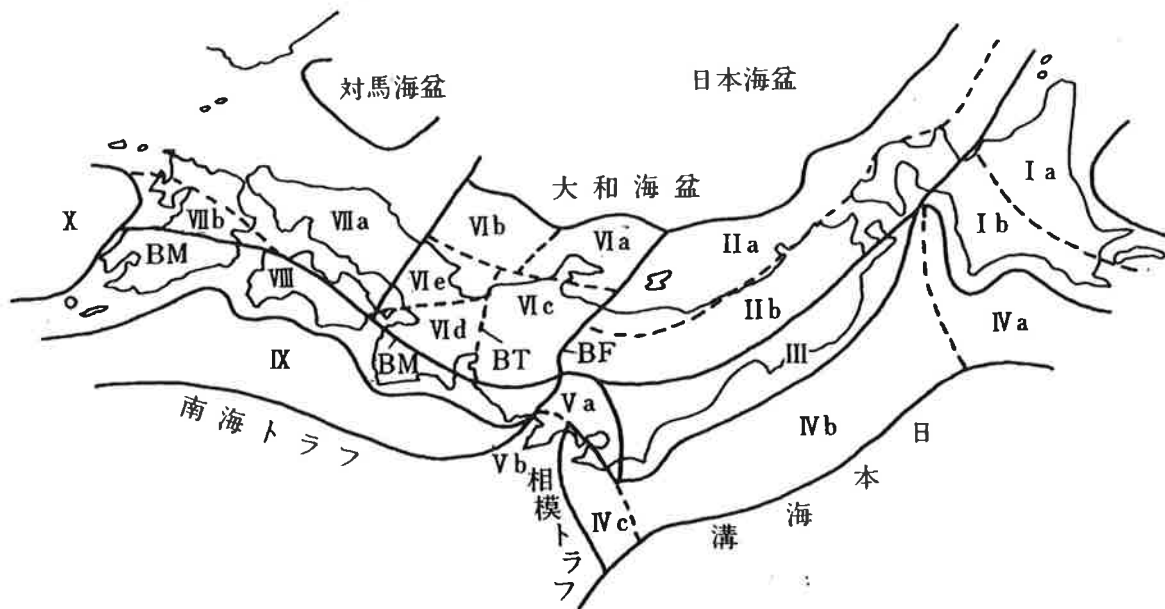 対馬海盆
日本海盆
大和海盆
Ⅰa
Ⅰb
Ⅱa
Ⅱb
Ⅲ
Ⅳa
Ⅳb
Ⅳc
Ⅴa
Ⅴb
Ⅵa
Ⅵb
Ⅵc
Ⅵd
Ⅵe
Ⅶa
Ⅶb
Ⅷ
Ⅸ
Ⅹ
BM
BM
BT
BF
南海トラフ
相模トラフ
日本海溝